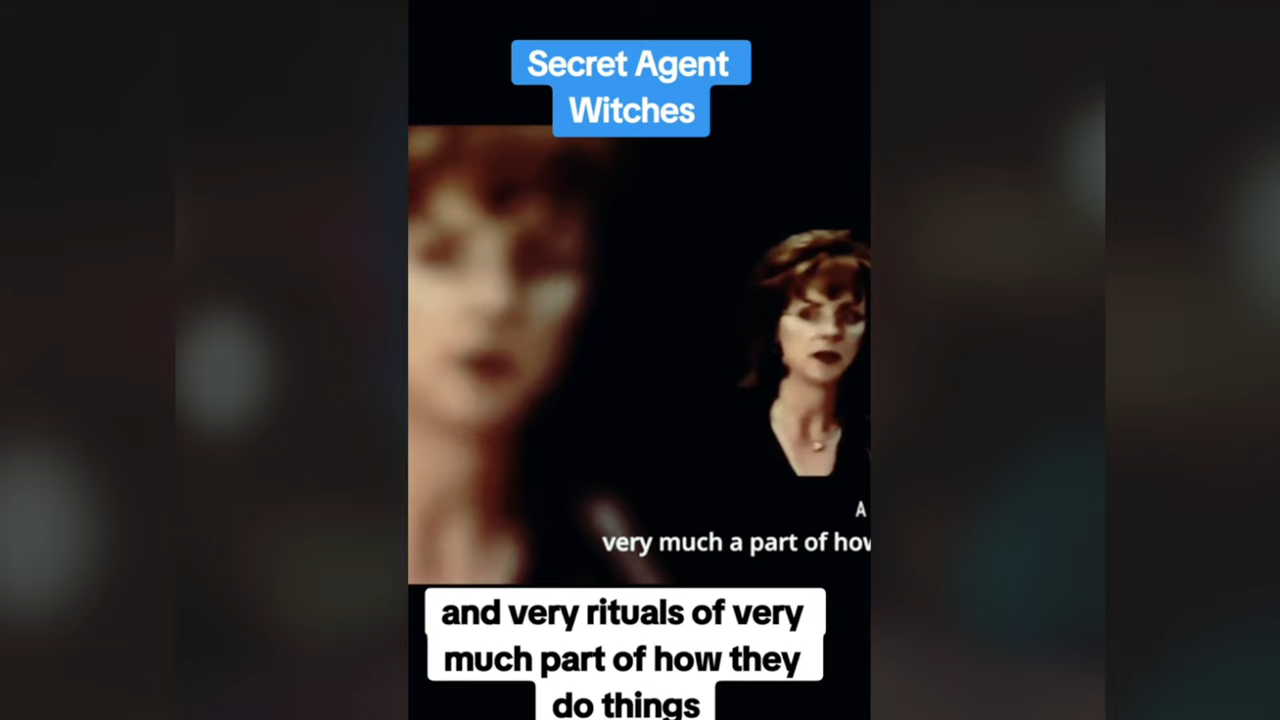 Secret Agent
Witches
A
very much a part of how
and very rituals of very
much part of how they
do things